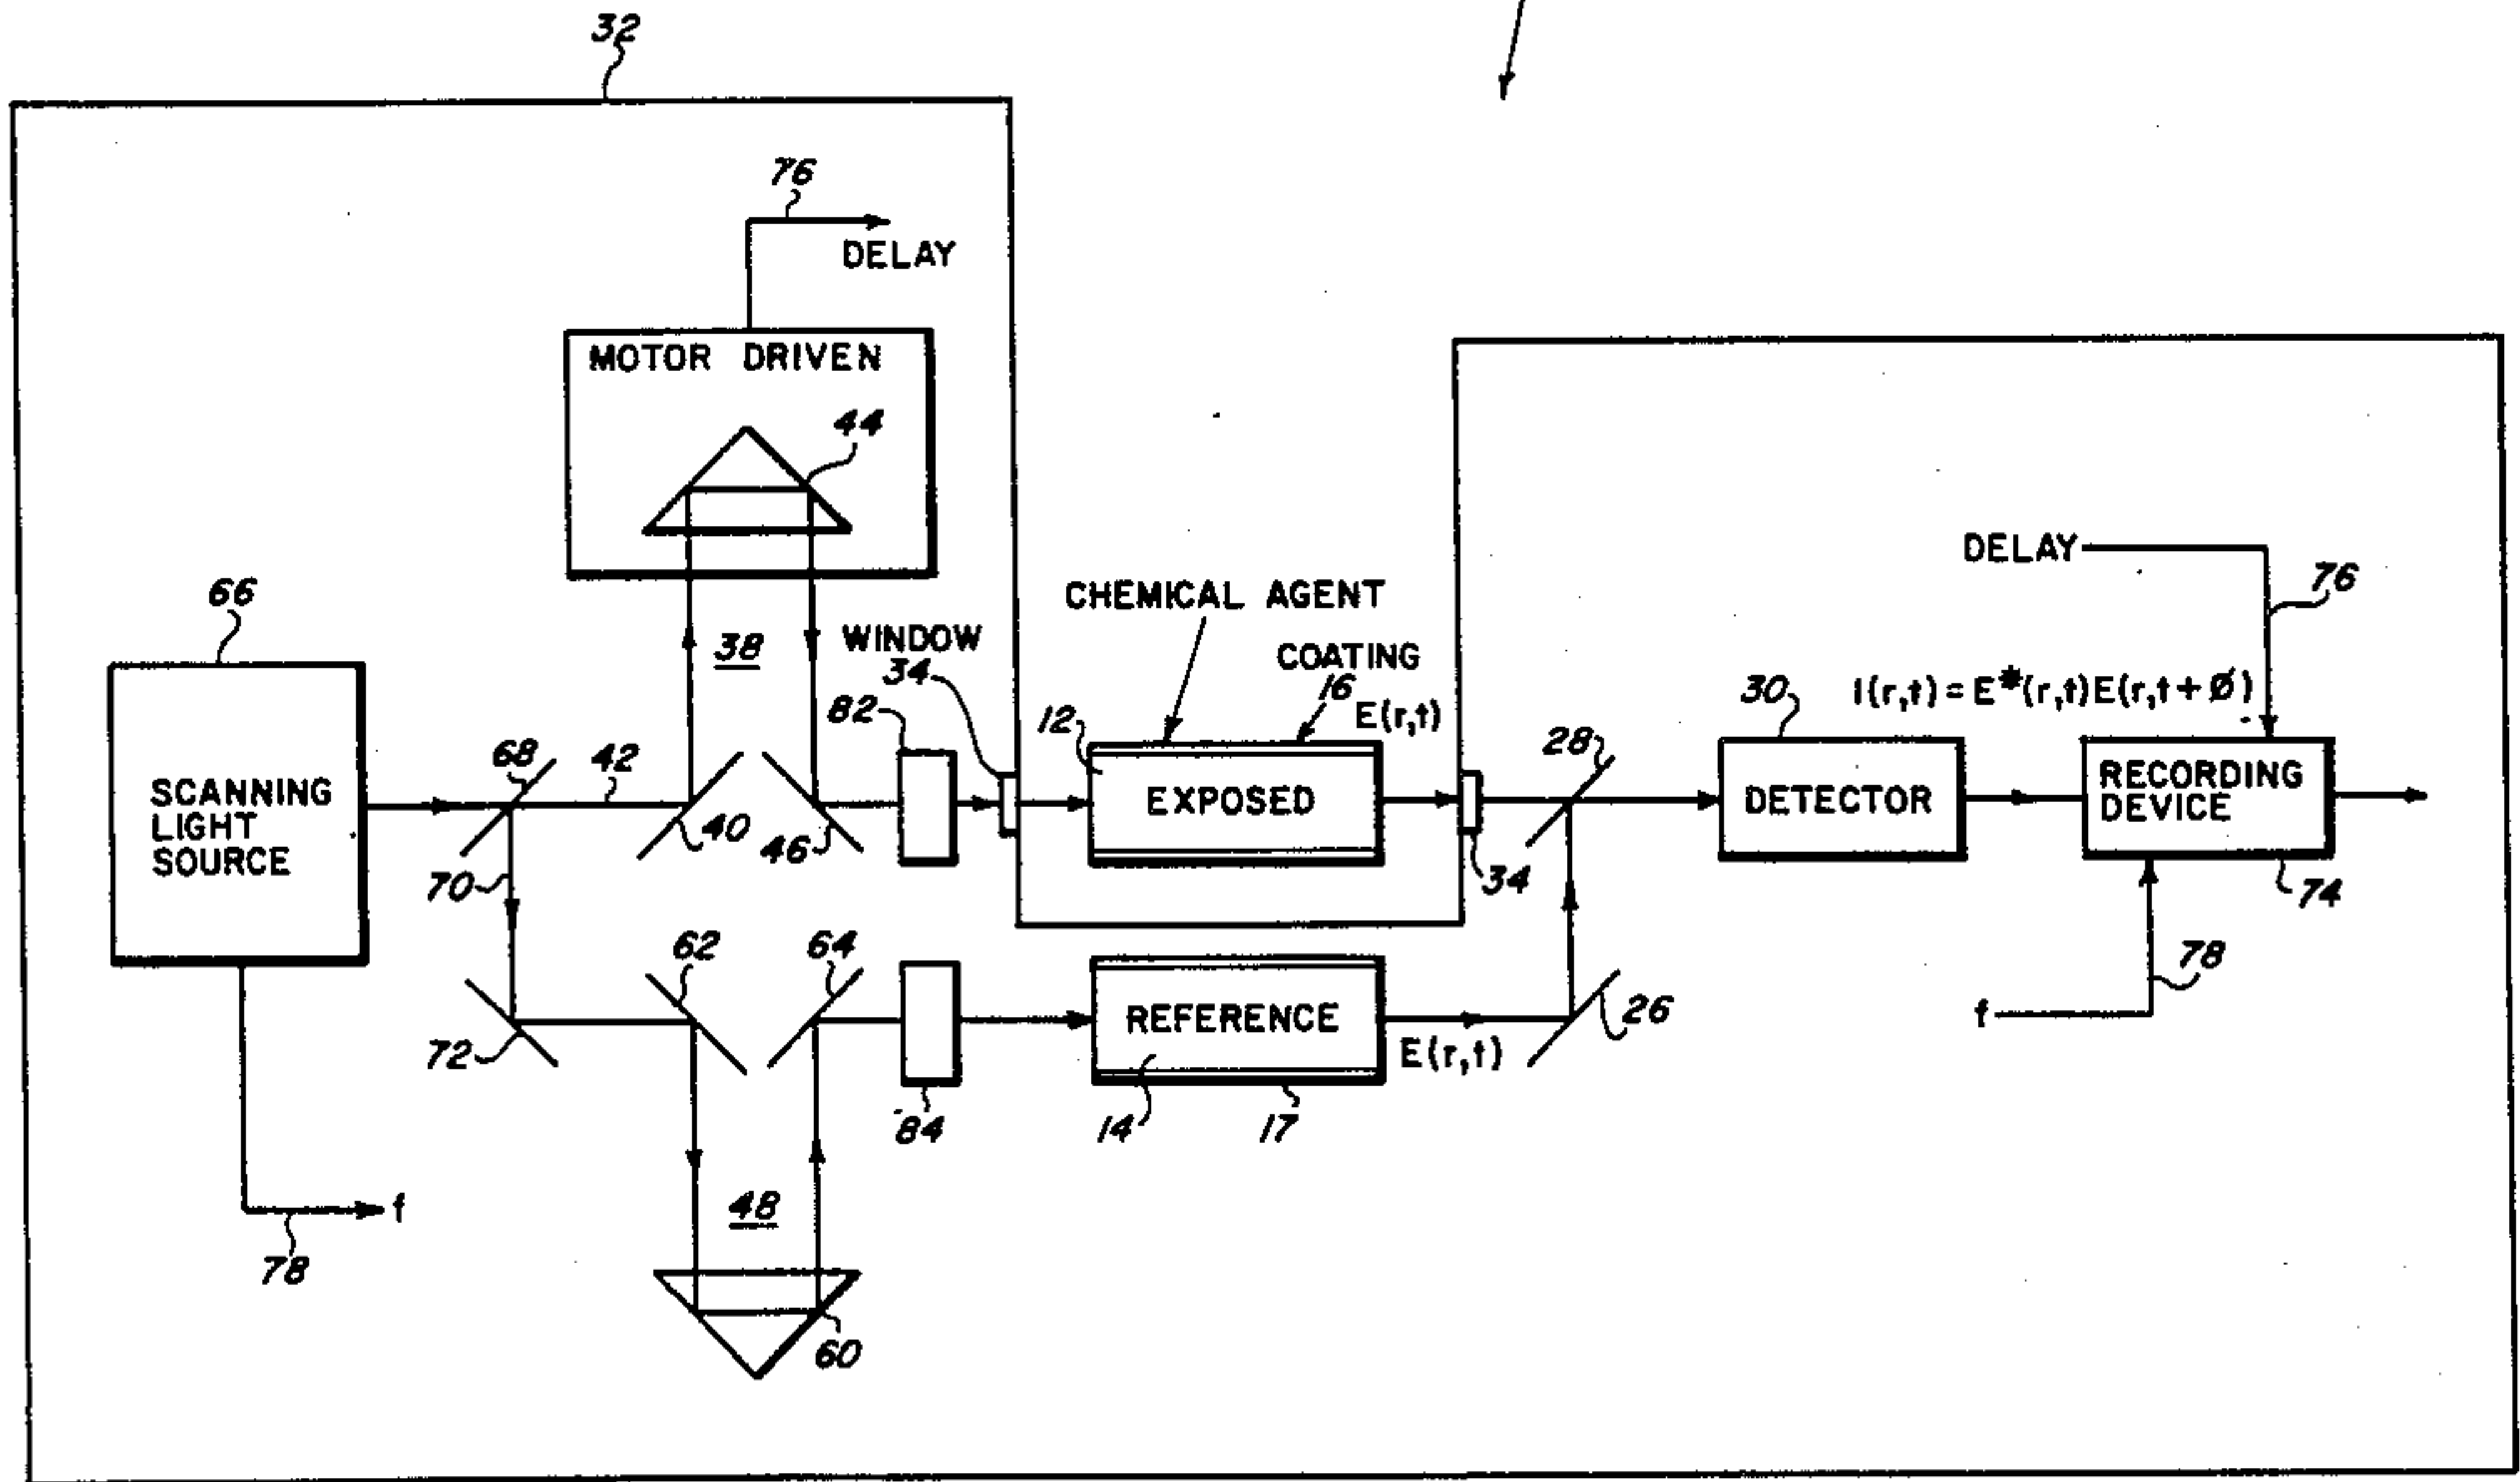 32
76
DELAY
MOTOR DRIVEN
44
66
38
WINDOW
34
CHEMICAL AGENT
COATING
16
E(r,t)
DELAY
76
I(r,t) = E*(r,t)E(r,t+Ø)
82
12
30
28
68
42
SCANNING
LIGHT
SOURCE
40
46
EXPOSED
DETECTOR
RECORDING
DEVICE
70
34
74
62
64
78
72
REFERENCE
26
f
E(r,t)
84
14
17
48
f
78
60